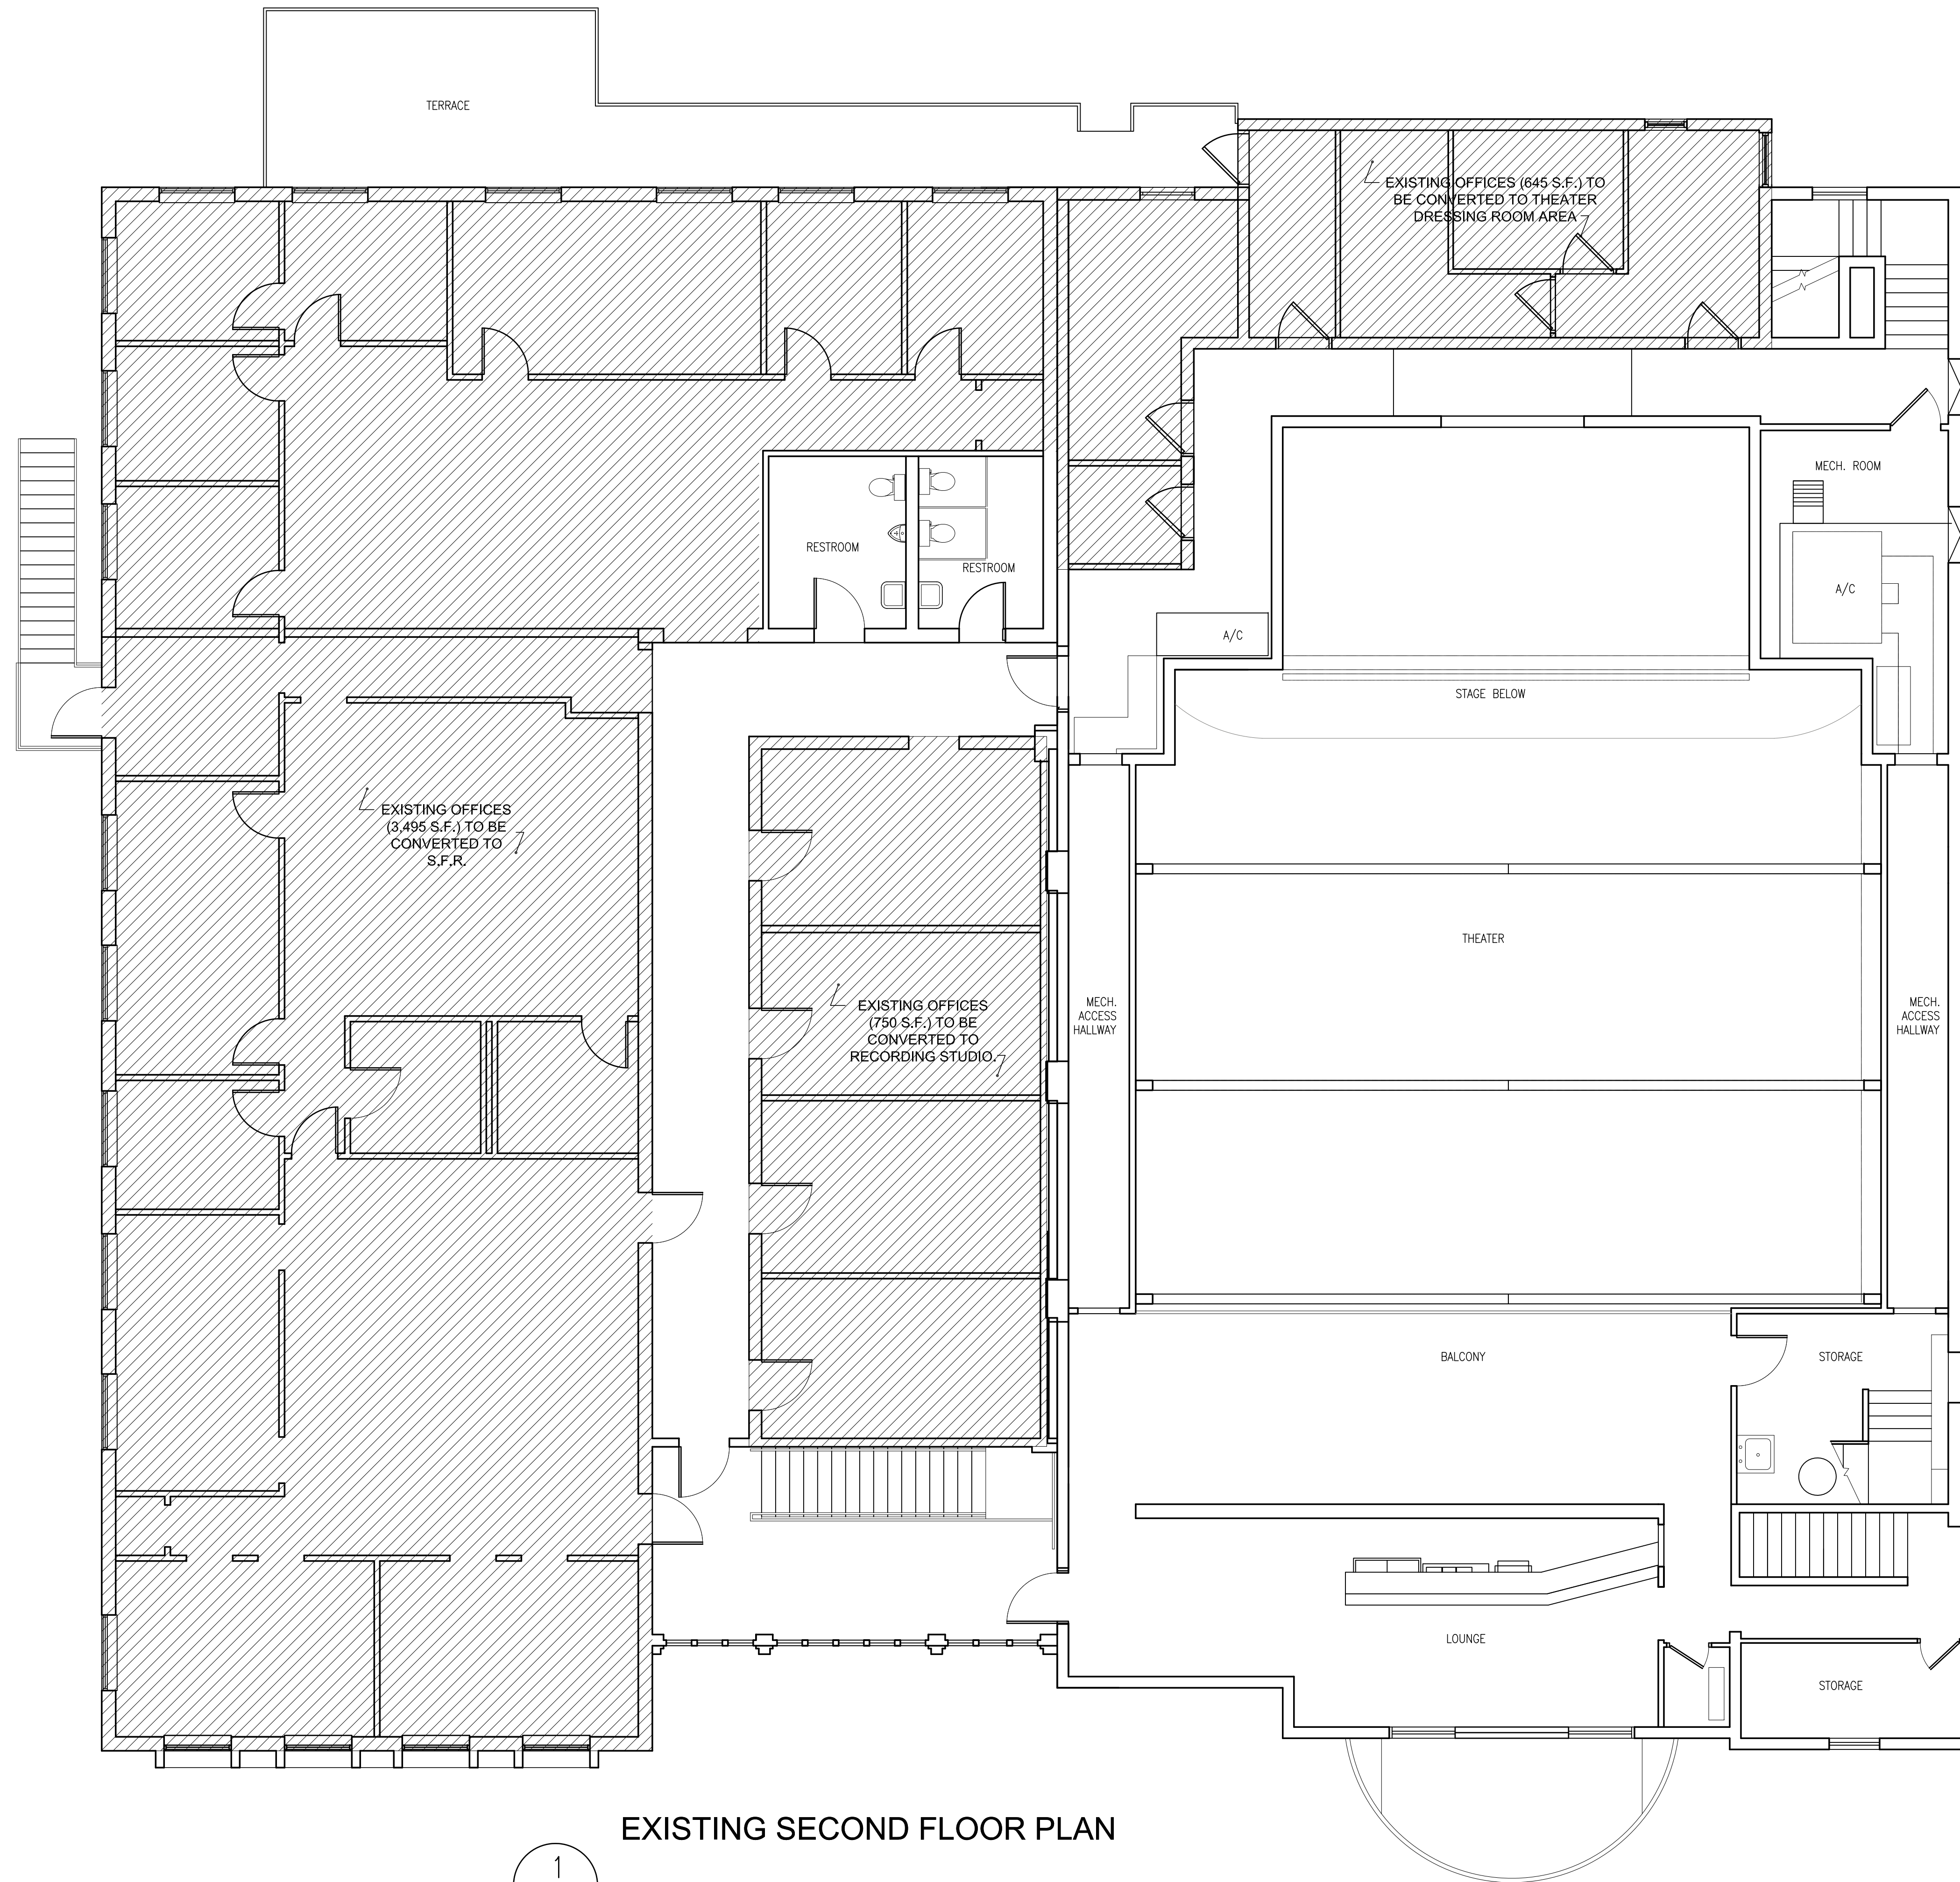 TERRACE
EXISTING OFFICES (645 S.F.) TO
BE CONVERTED TO THEATER
DRESSING ROOM AREA
MECH. ROOM
RESTROOM
RESTROOM
A/C
A/C
STAGE BELOW
EXISTING OFFICES
(3,495 S.F.) TO BE
CONVERTED TO
S.F.R.
THEATER
EXISTING OFFICES
(750 S.F.) TO BE
CONVERTED TO
RECORDING STUDIO.
MECH.
ACCESS
HALLWAY
MECH.
ACCESS
HALLWAY
BALCONY
STORAGE
LOUNGE
STORAGE
EXISTING SECOND FLOOR PLAN
1